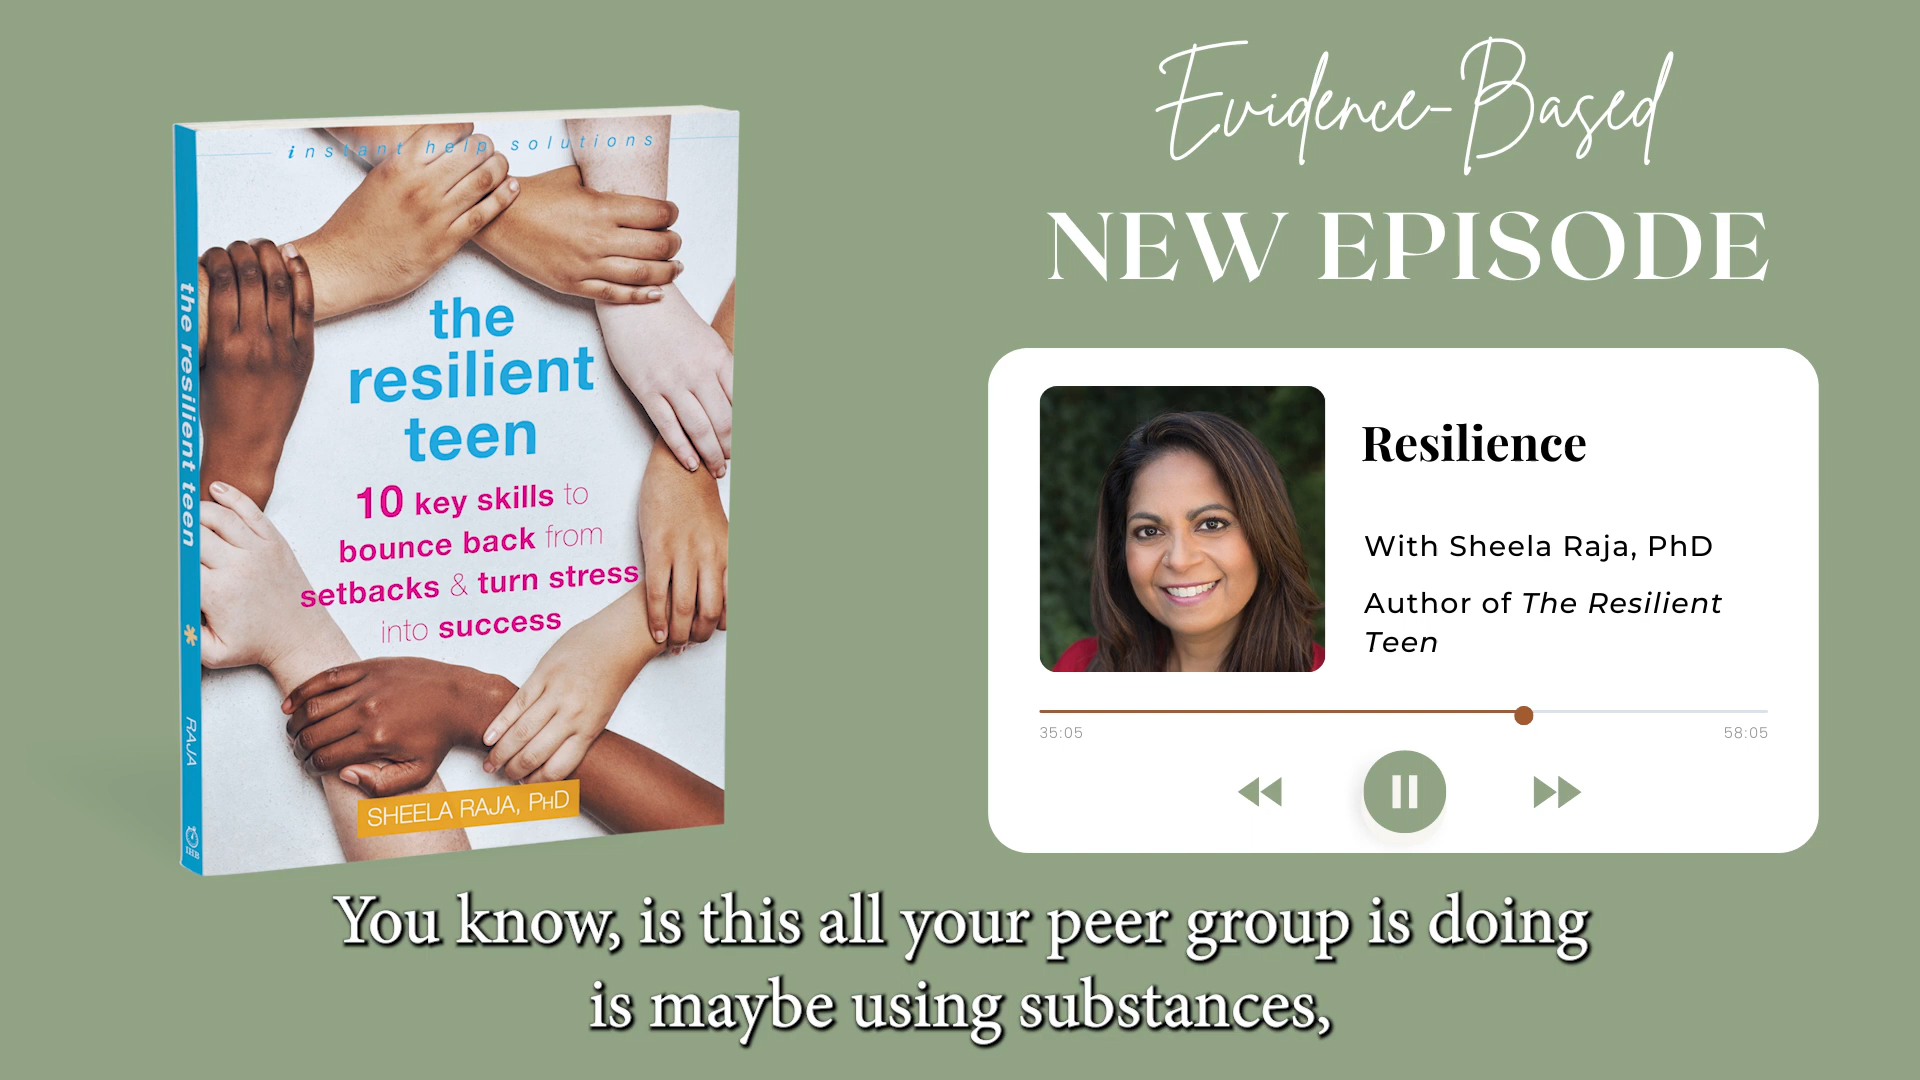 instant help solutions
the
resilient
teen
10 key skills to
bounce back from
setbacks & turn stress
into success
SHEELA RAJA, PHD
the resilient teen
RAJA
IHB
Evidence-Based
NEW EPISODE
Resilience
With Sheela Raja, PhD
Author of The Resilient
Teen
35:05
58:05
You know, is this all your peer group is doing
is maybe using substances,